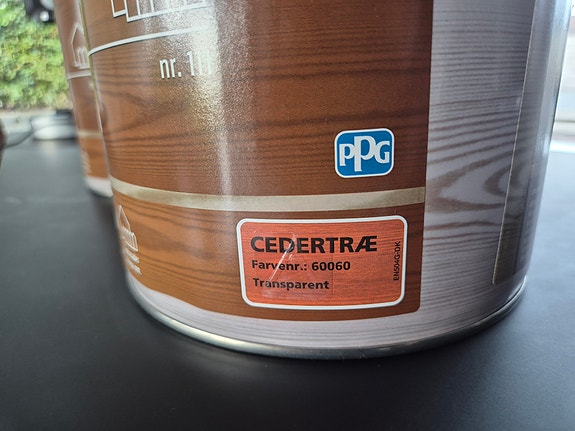 nr. 1
PPG
CEDERTRÆ
Farvenr.: 60060
Transparent